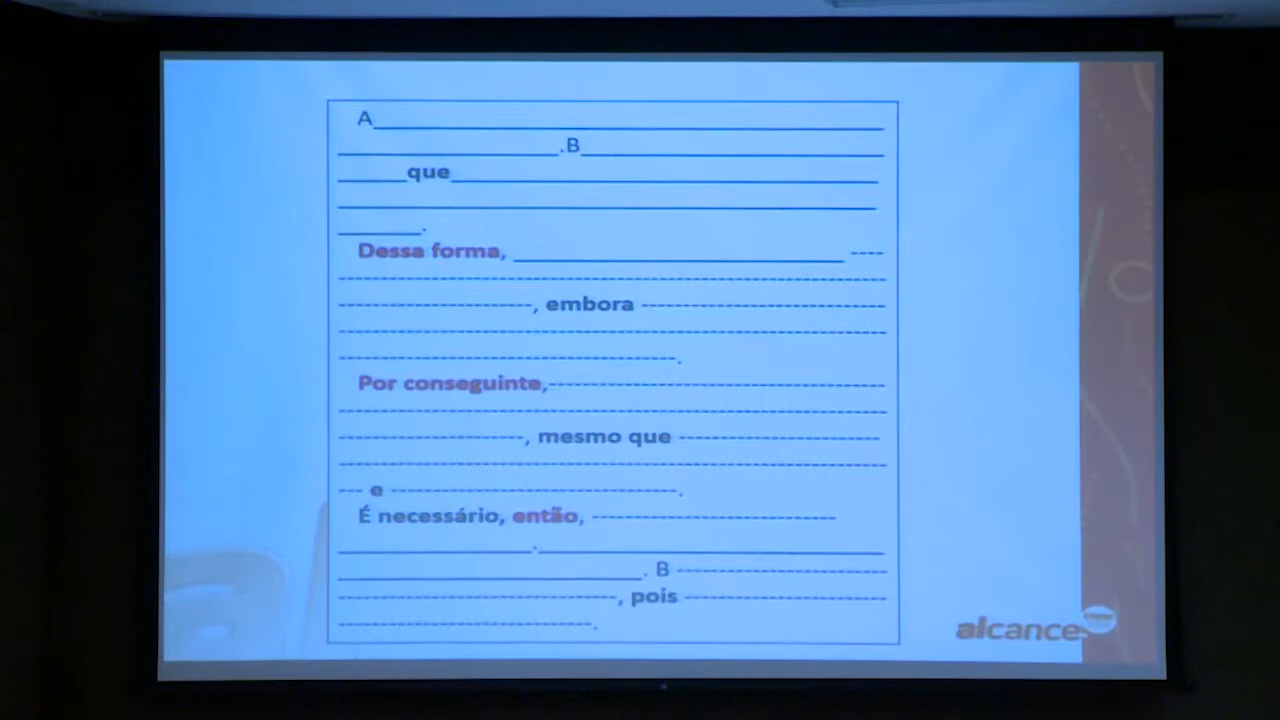 A
.B
que
.
Dessa forma,
, embora
.
Por conseguinte,
, mesmo que
e .
É necessário, então,
.
. B
, pois
.
alcance